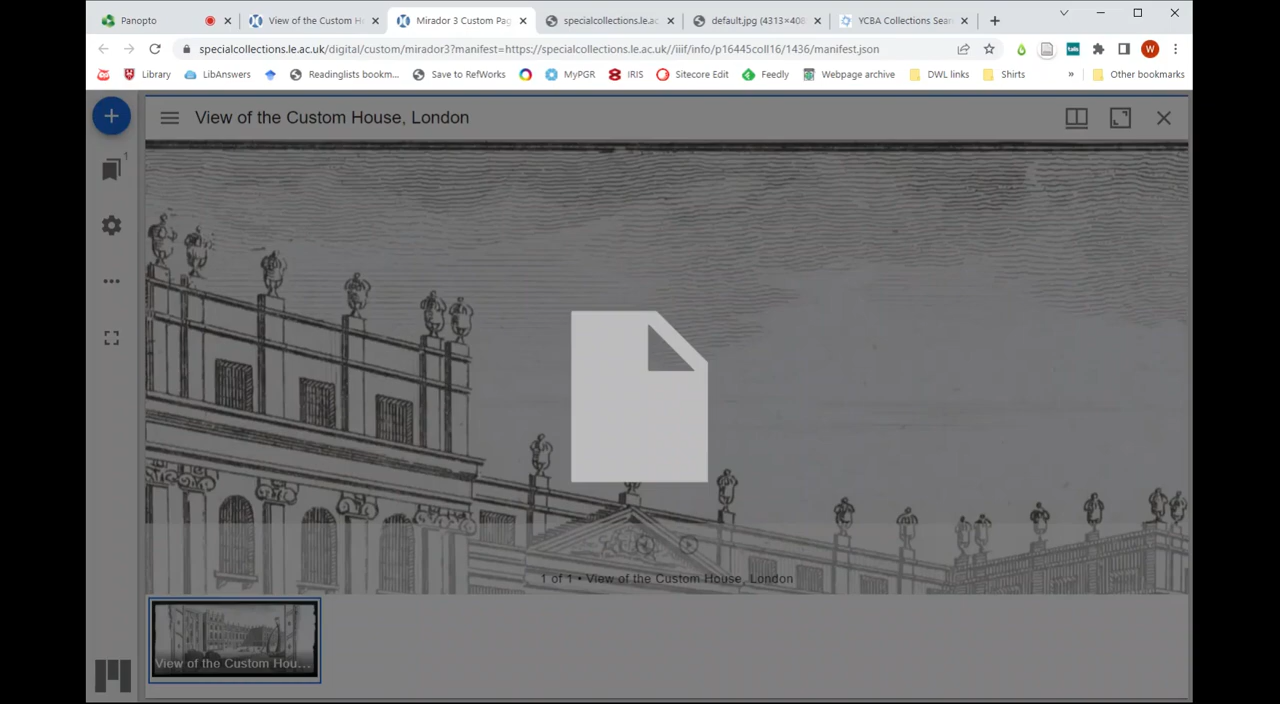 Panopto
View of the Custom H
Mirador 3 Custom Pag
specialcollections.le.ac
default.jpg (4313×408
YCBA Collections Sear
specialcollections.le.ac.uk/digital/custom/mirador3?manifest=https://specialcollections.le.ac.uk//iiif/info/p16445coll16/1436/manifest.json
W
Library
LibAnswers
Readinglists bookm...
Save to RefWorks
MyPGR
IRIS
Sitecore Edit
Feedly
Webpage archive
DWL links
Shirts
»
Other bookmarks
View of the Custom House, London
1
1 of 1 • View of the Custom House, London
View of the Custom Hou...